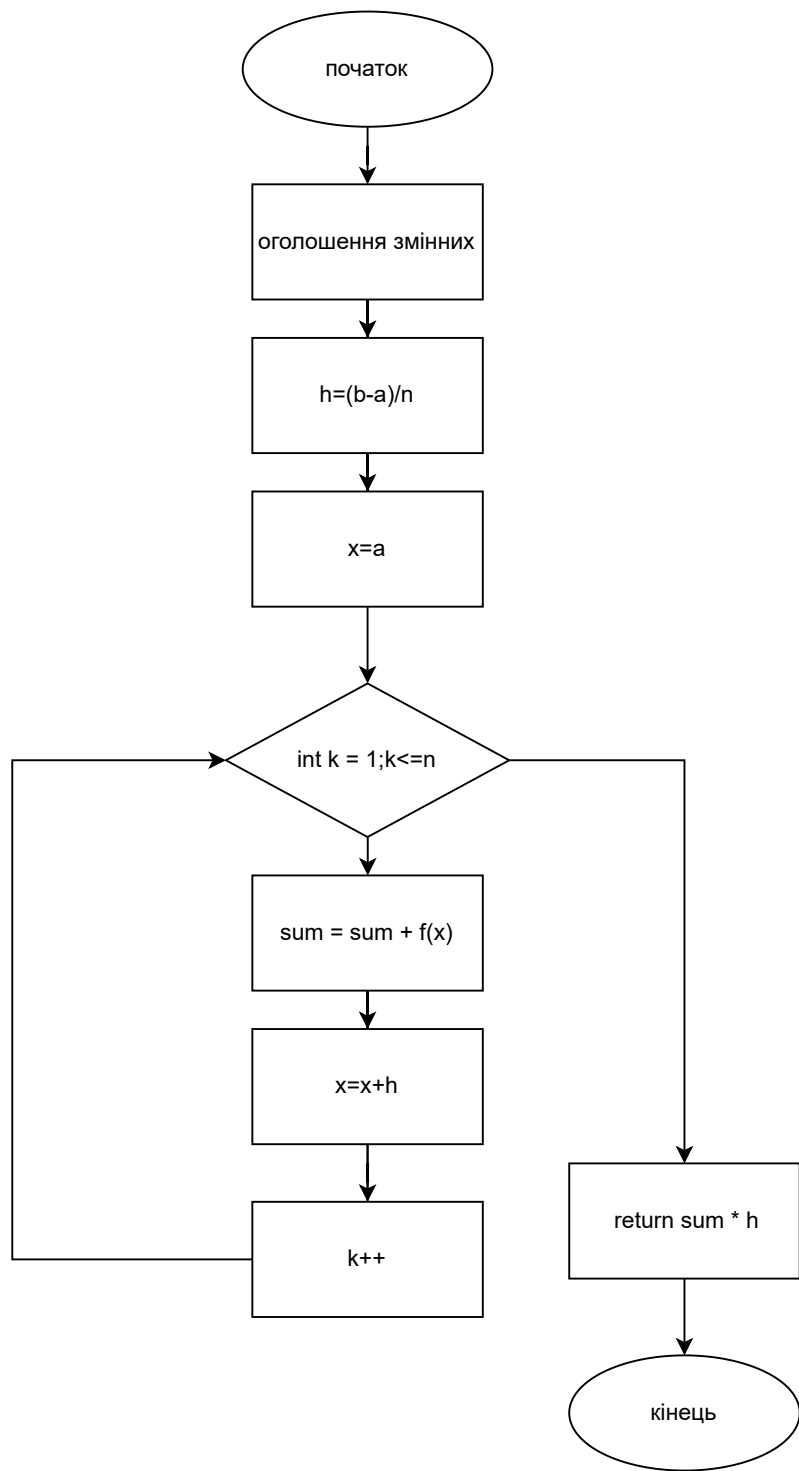 початок
оголошення змінних
h=(b-a)/n
x=a
int k = 1;k<=n
sum = sum + f(x)
x=x+h
k++
return sum * h
кінець